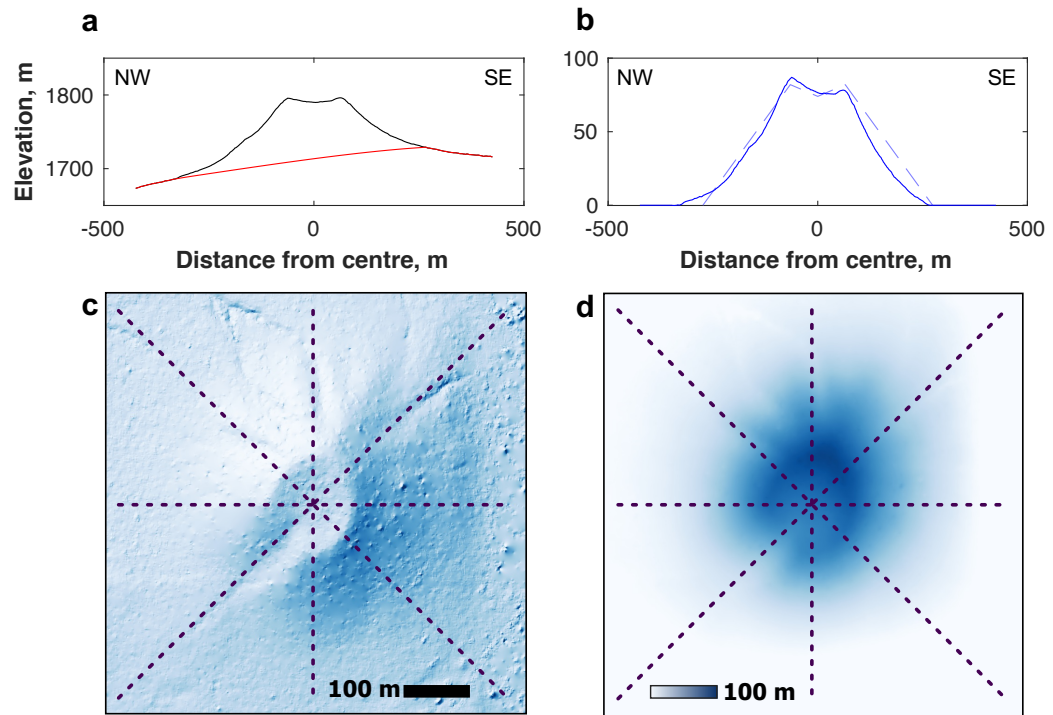 a
NW
SE
Elevation, m
1800
1700
-500
0
500
Distance from centre, m
b
NW
SE
100
50
0
-500
0
500
Distance from centre, m
c
100 m
d
100 m